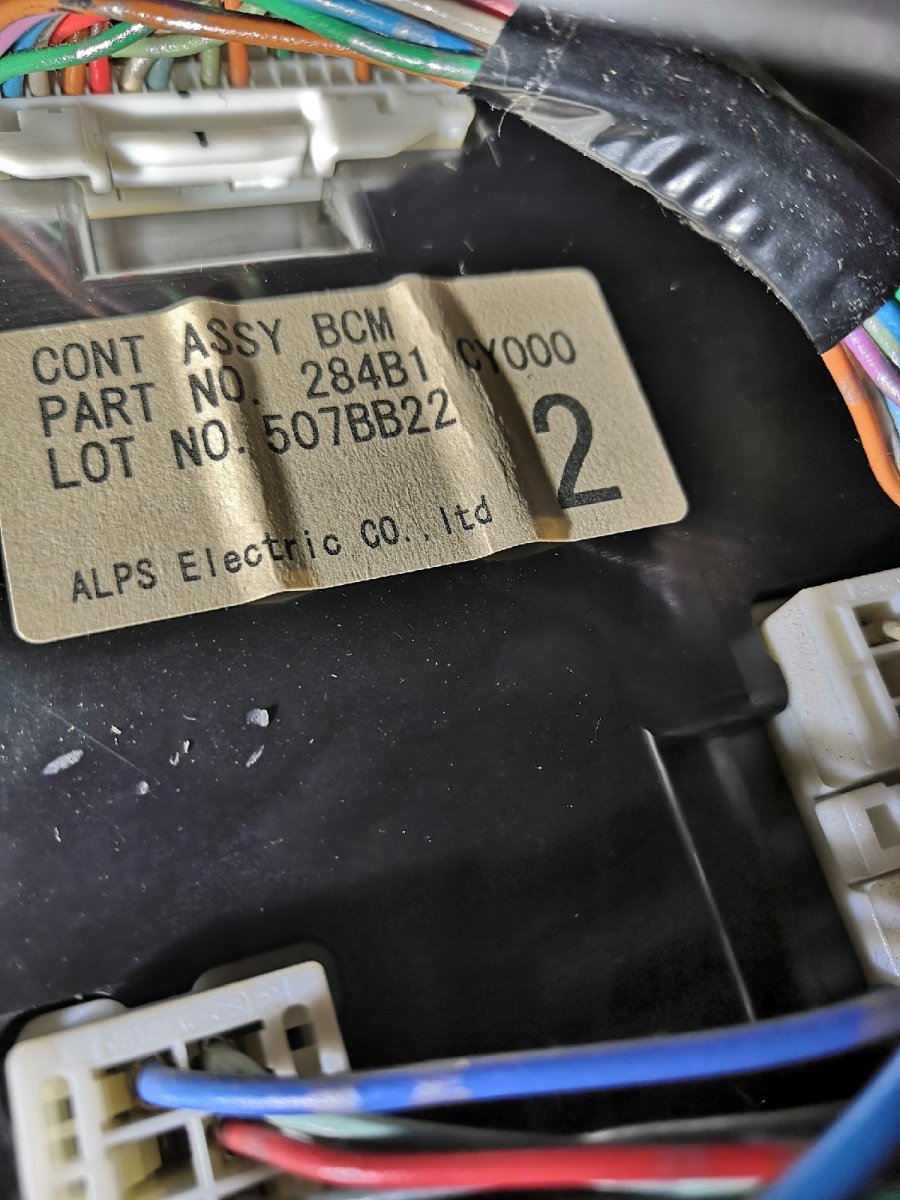 CONT ASSY BCM
PART NO. 284B1 CY000
LOT NO. 507BB22
2
ALPS Electric CO.,ltd